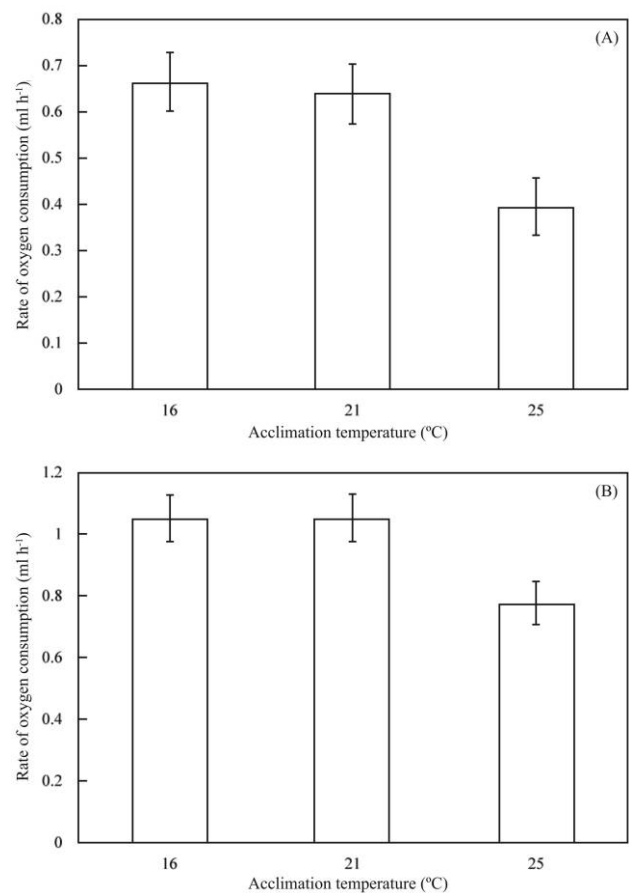 (A)
Rate of oxygen consumption (ml h⁻¹)
0.8
0.7
0.6
0.5
0.4
0.3
0.2
0.1
0
16 21 25
Acclimation temperature (ºC)
(B)
Rate of oxygen consumption (ml h⁻¹)
1.2
1
0.8
0.6
0.4
0.2
0
16 21 25
Acclimation temperature (ºC)